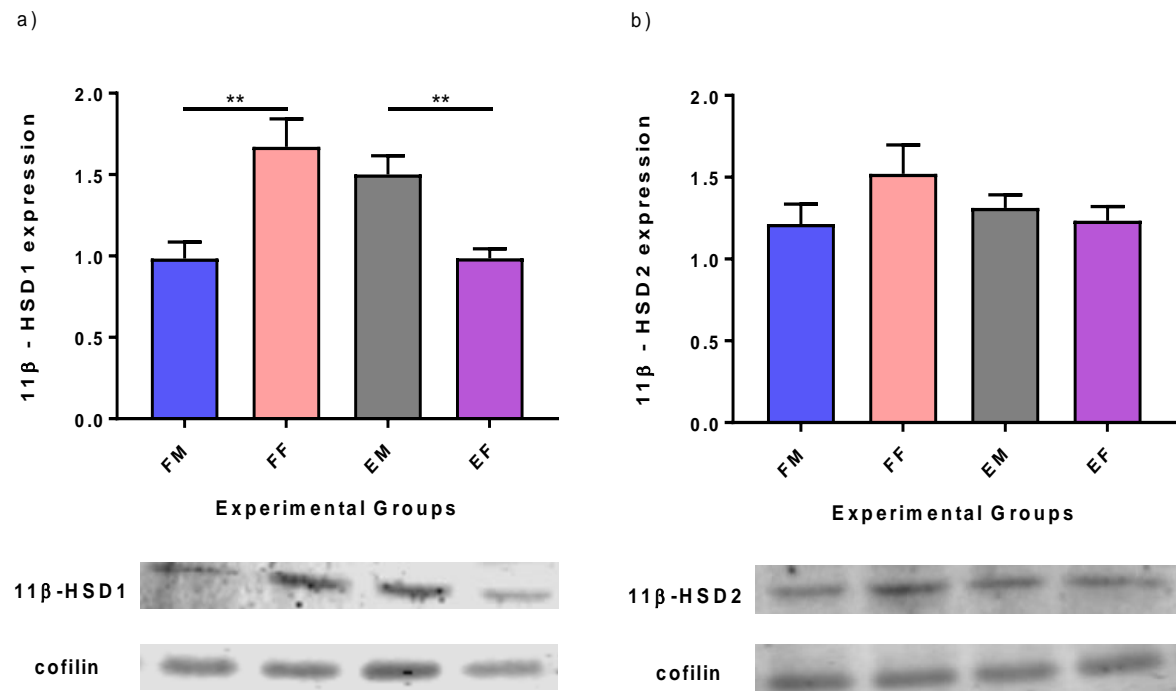 a)
2.0
1.5
1.0
0.5
0.0
11β - HSD1 expression
**
**
FM
FF
EM
EF
Experimental Groups
11β-HSD1
cofilin
b)
2.0
1.5
1.0
0.5
0.0
11β - HSD2 expression
FM
FF
EM
EF
Experimental Groups
11β-HSD2
cofilin